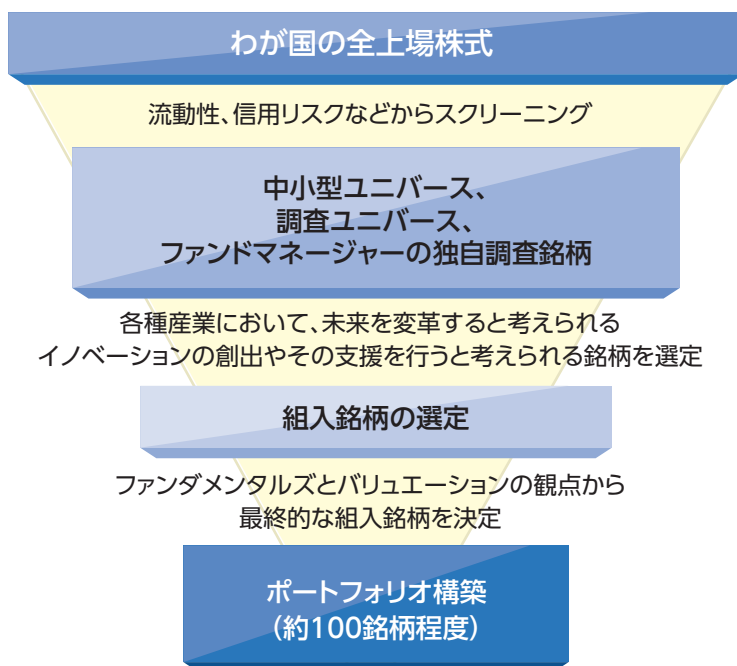 わが国の全上場株式
流動性、信用リスクなどからスクリーニング
中小型ユニバース、
調査ユニバース、
ファンドマネージャーの独自調査銘柄
各種産業において、未来を変革すると考えられる
イノベーションの創出やその支援を行うと考えられる銘柄を選定
組入銘柄の選定
ファンダメンタルズとバリュエーションの観点から
最終的な組入銘柄を決定
ポートフォリオ構築
(約100銘柄程度)